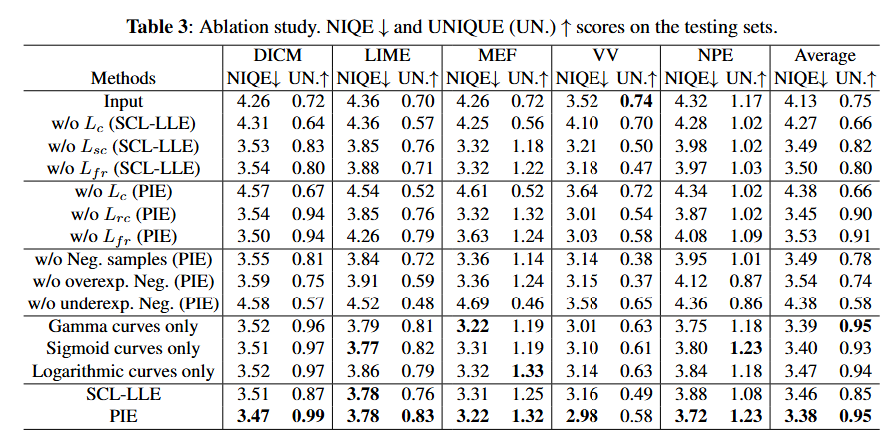 Table 3: Ablation study. NIQE ↓ and UNIQUE (UN.) ↑ scores on the testing sets.
DICM LIME MEF VV NPE Average
Methods NIQE↓ UN.↑ NIQE↓ UN.↑ NIQE↓ UN.↑ NIQE↓ UN.↑ NIQE↓ UN.↑ NIQE↓ UN.↑
Input 4.26 0.72 4.36 0.70 4.26 0.72 3.52 0.74 4.32 1.17 4.13 0.75
w/o L_c (SCL-LLE) 4.31 0.64 4.36 0.57 4.25 0.56 4.10 0.70 4.28 1.02 4.27 0.66
w/o L_sc (SCL-LLE) 3.53 0.83 3.85 0.76 3.32 1.18 3.21 0.50 3.98 1.02 3.49 0.82
w/o L_fr (SCL-LLE) 3.54 0.80 3.88 0.71 3.32 1.22 3.18 0.47 3.97 1.03 3.50 0.80
w/o L_c (PIE) 4.57 0.67 4.54 0.52 4.61 0.52 3.64 0.72 4.34 1.02 4.38 0.66
w/o L_rc (PIE) 3.54 0.94 3.85 0.76 3.32 1.32 3.01 0.54 3.87 1.02 3.45 0.90
w/o L_fr (PIE) 3.50 0.94 4.26 0.79 3.63 1.24 3.03 0.58 4.08 1.09 3.53 0.91
w/o Neg. samples (PIE) 3.55 0.81 3.84 0.72 3.36 1.14 3.14 0.38 3.95 1.01 3.49 0.78
w/o overexp. Neg. (PIE) 3.59 0.75 3.91 0.59 3.36 1.24 3.15 0.37 4.12 0.87 3.54 0.74
w/o underexp. Neg. (PIE) 4.58 0.57 4.52 0.48 4.69 0.46 3.58 0.65 4.36 0.86 4.38 0.58
Gamma curves only 3.52 0.96 3.79 0.81 3.22 1.19 3.01 0.63 3.75 1.18 3.39 0.95
Sigmoid curves only 3.51 0.97 3.77 0.82 3.31 1.19 3.10 0.61 3.80 1.23 3.40 0.93
Logarithmic curves only 3.52 0.97 3.86 0.79 3.32 1.33 3.14 0.63 3.84 1.18 3.47 0.94
SCL-LLE 3.51 0.87 3.78 0.76 3.31 1.25 3.16 0.49 3.88 1.08 3.46 0.85
PIE 3.47 0.99 3.78 0.83 3.22 1.32 2.98 0.58 3.72 1.23 3.38 0.95